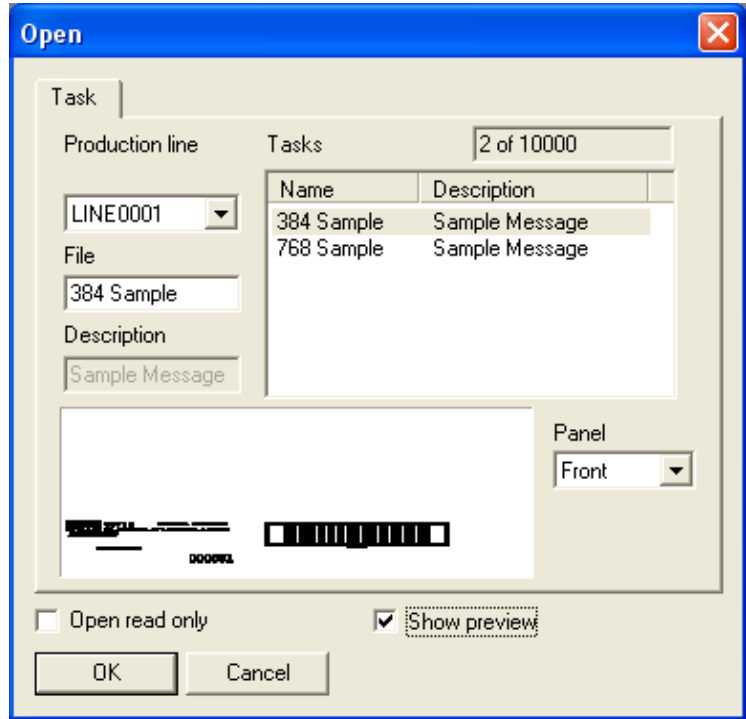 Open
Task
Production line
Tasks
2 of 10000
LINE0001
Name
Description
384 Sample
Sample Message
768 Sample
Sample Message
File
384 Sample
Description
Sample Message
Panel
Front
Open read only
Show preview
OK
Cancel